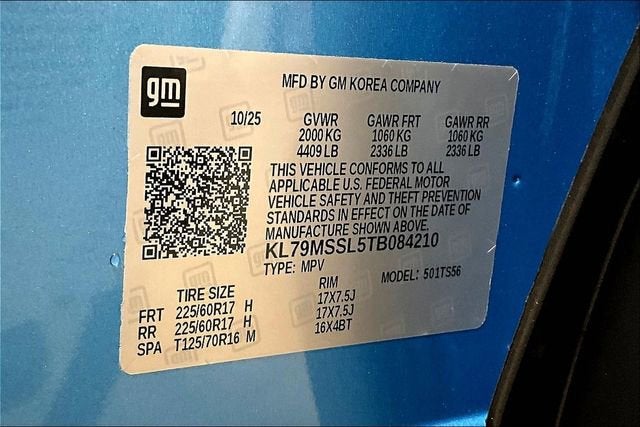 gm
MFD BY GM KOREA COMPANY
10/25 GVWR GAWR FRT GAWR RR
2000 KG 1060 KG 1060 KG
4409 LB 2336 LB 2336 LB
THIS VEHICLE CONFORMS TO ALL
APPLICABLE U.S. FEDERAL MOTOR
VEHICLE SAFETY AND THEFT PREVENTION
STANDARDS IN EFFECT ON THE DATE OF
MANUFACTURE SHOWN ABOVE.
KL79MSSL5TB084210
TYPE: MPV MODEL: 501TS56
TIRE SIZE RIM
FRT 225/60R17 H 17X7.5J
RR 225/60R17 H 17X7.5J
SPA T125/70R16 M 16X4BT